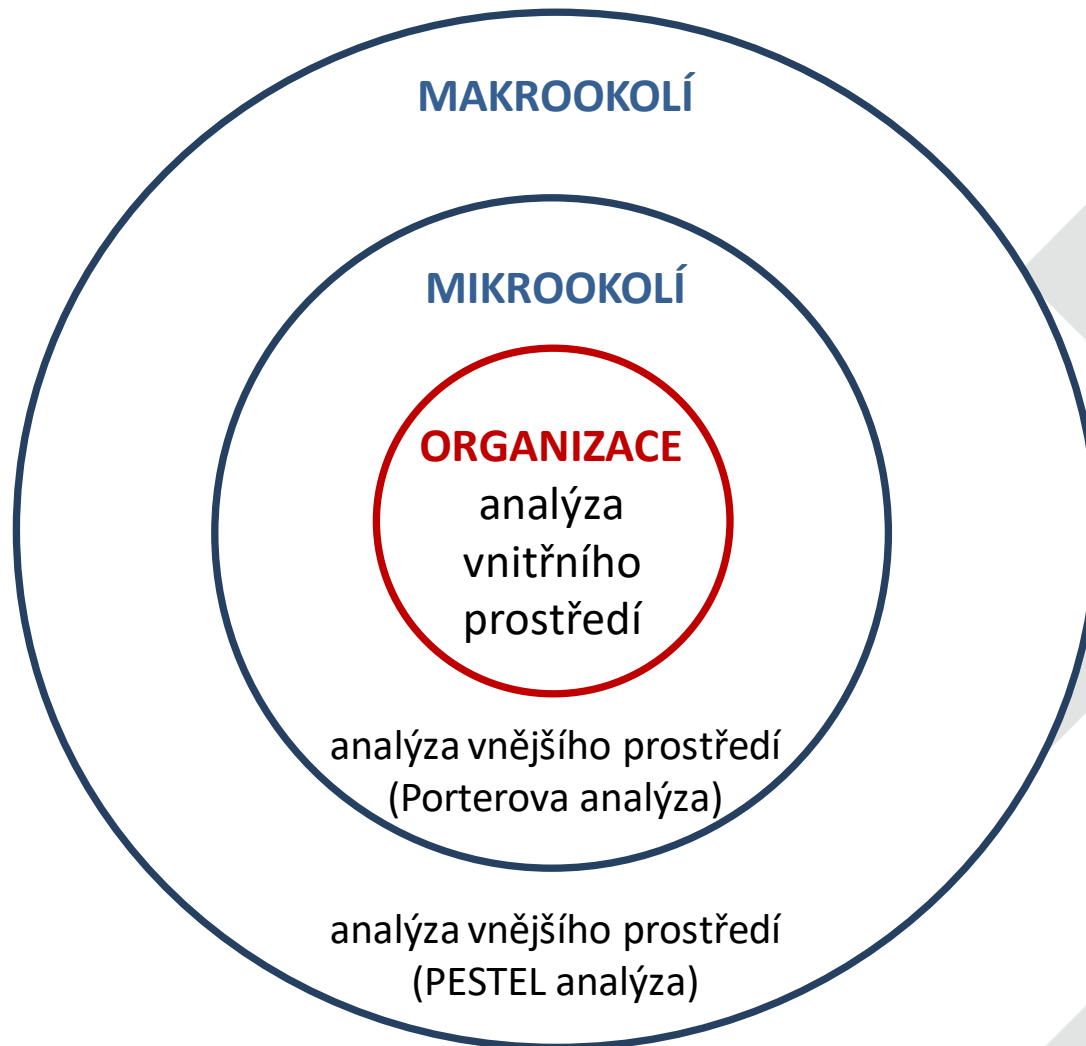 MAKROOKOLÍ
MIKROOKOLÍ
ORGANIZACE
analýza
vnitřního
prostředí
analýza vnějšího prostředí
(Porterova analýza)
analýza vnějšího prostředí
(PESTEL analýza)